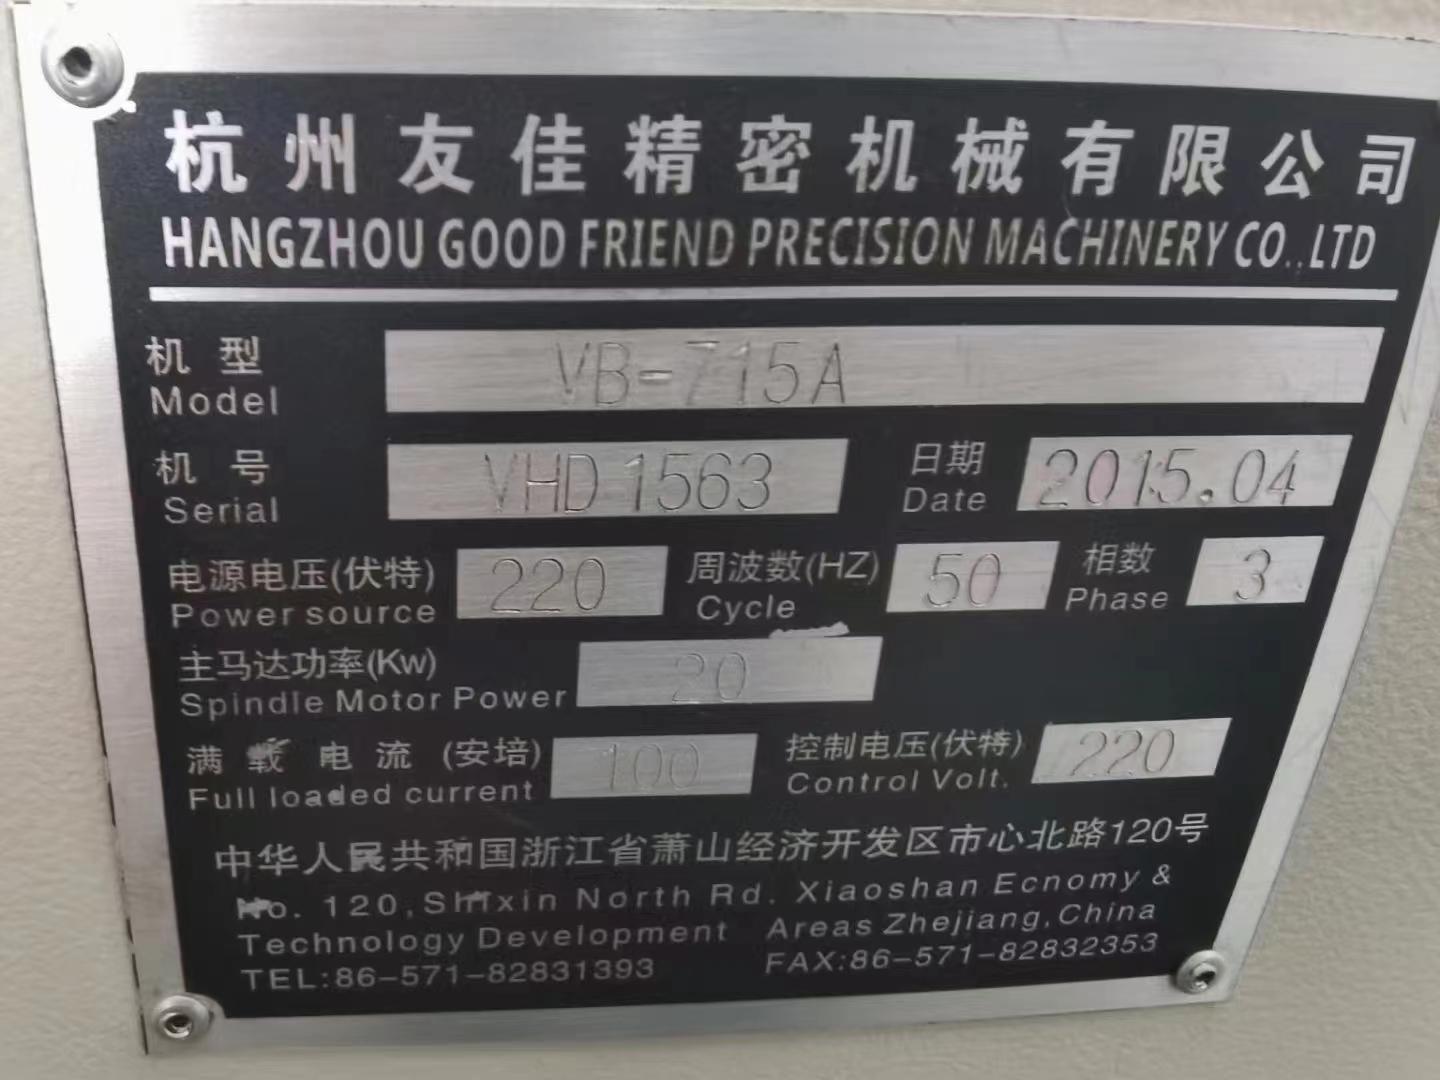 杭州友佳精密机械有限公司
HANGZHOU GOOD FRIEND PRECISION MACHINERY CO.,LTD
机型 Model VB-715A
机号 Serial VHD1563 日期 Date 2015.04
电源电压(伏特) 220 周波数(HZ) 50 相数 3
Power source Cycle Phase
主马达功率(Kw) 20
Spindle Motor Power
满载电流(安培) 100 控制电压(伏特) 220
Full loaded current Control Volt.
中华人民共和国浙江省萧山经济开发区市心北路120号
No. 120,Shixin North Rd. Xiaoshan Ecnomy &
Technology Development Areas Zhejiang,China
TEL:86-571-82831393 FAX:86-571-82832353